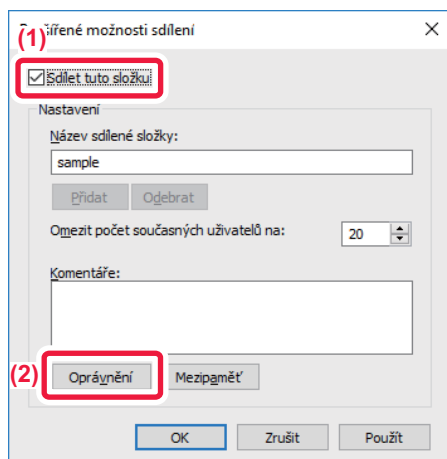 (1)
šířené možnosti sdílení
Sdílet tuto složku
Nastavení
Název sdílené složky:
sample
Přidat Odebrat
Omezit počet současných uživatelů na: 20
Komentáře:
(2) Oprávnění Mezipaměť
OK Zrušit Použít